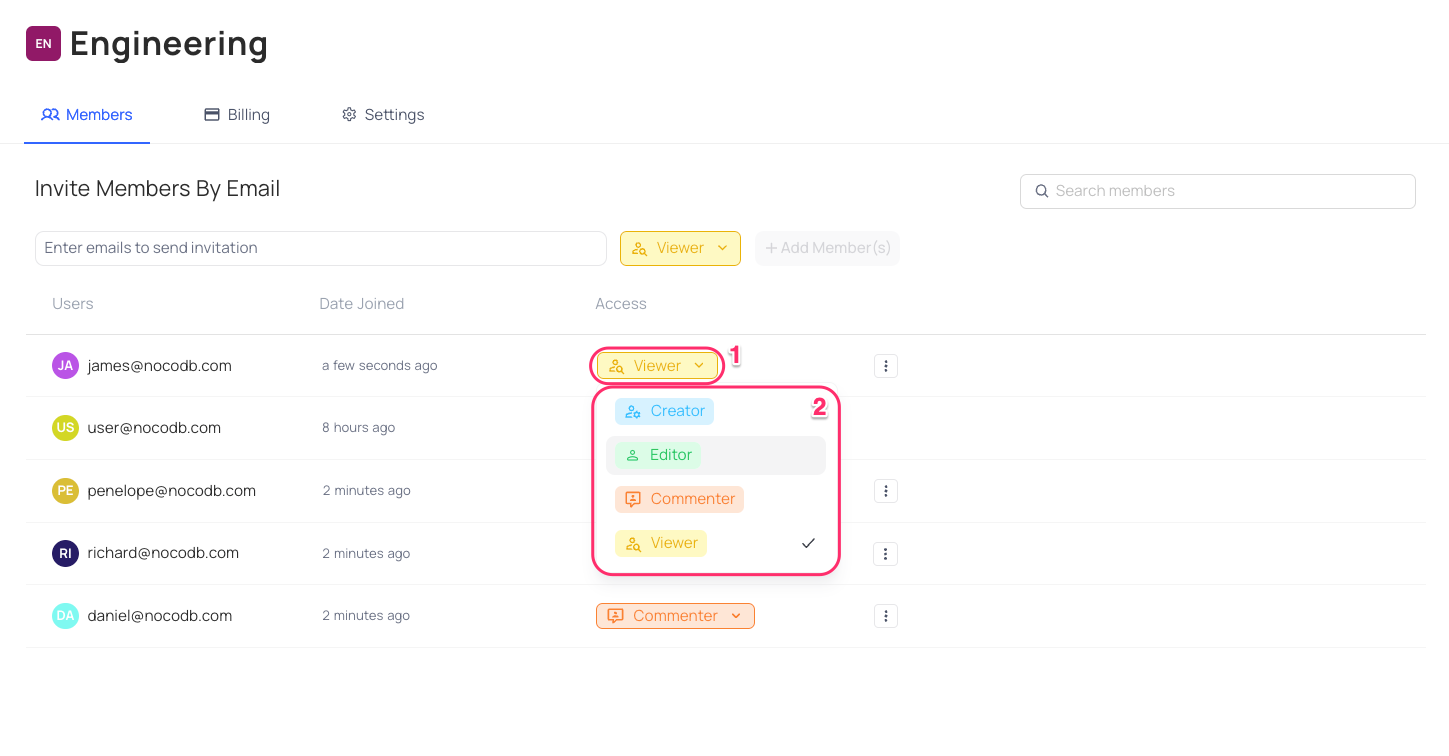 EN Engineering
Members Billing Settings
Invite Members By Email
Search members
Enter emails to send invitation Viewer + Add Member(s)
Users Date Joined Access
JA james@nocodb.com a few seconds ago Viewer 1
Creator 2
US user@nocodb.com 8 hours ago
Editor
PE penelope@nocodb.com 2 minutes ago
Commenter
Viewer
RI richard@nocodb.com 2 minutes ago
DA daniel@nocodb.com 2 minutes ago Commenter